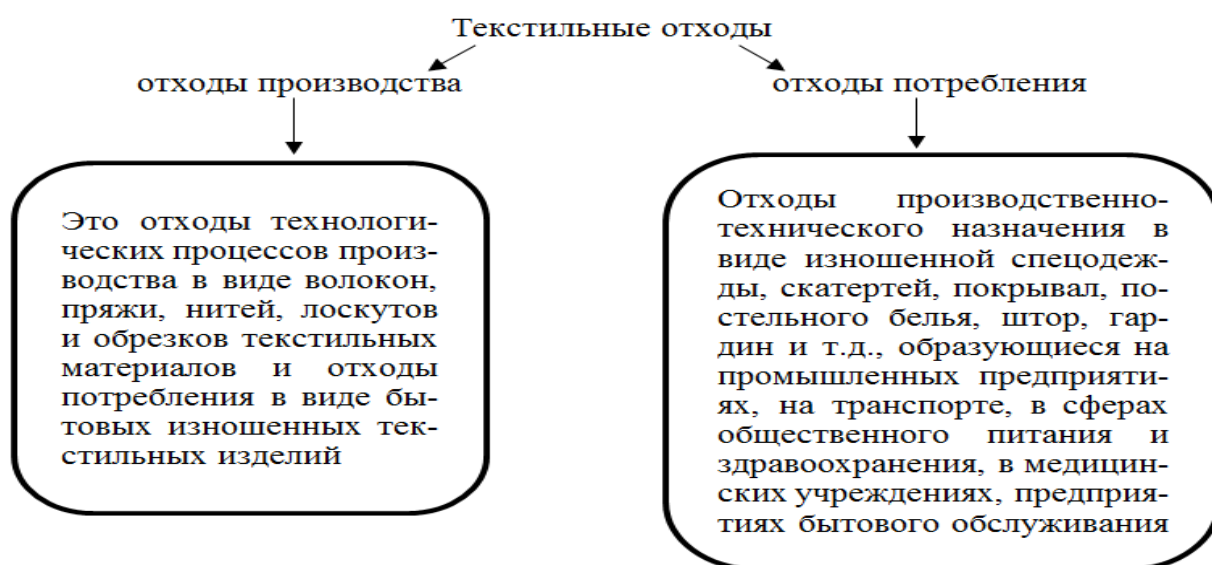 Текстильные отходы
отходы производства
отходы потребления
Это отходы технологи-
ческих процессов произ-
водства в виде волокон,
пряжи, нитей, лоскутов
и обрезков текстильных
материалов и отходы
потребления в виде бы-
товых изношенных тек-
стильных изделий
Отходы производственно-
технического назначения в
виде изношенной спецодеж-
ды, скатертей, покрывал, по-
стельного белья, штор, гар-
дин и т.д., образующиеся на
промышленных предприяти-
ях, на транспорте, в сферах
общественного питания и
здравоохранения, в медицин-
ских учреждениях, предприя-
тиях бытового обслуживания